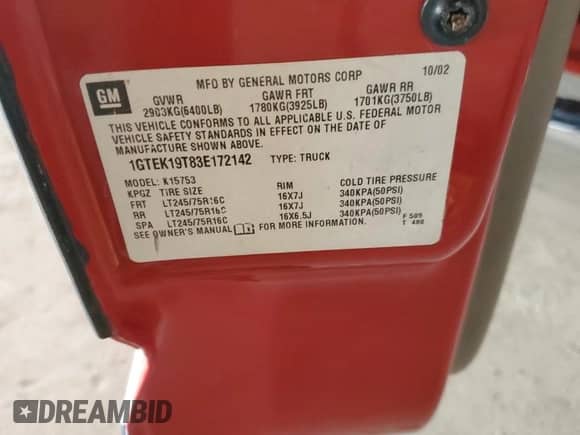 GM
MFD BY GENERAL MOTORS CORP 10/02
GVWR GAWR FRT GAWR RR
2903KG(6400LB) 1780KG(3925LB) 1701KG(3750LB)
THIS VEHICLE CONFORMS TO ALL APPLICABLE U.S. FEDERAL MOTOR
VEHICLE SAFETY STANDARDS IN EFFECT ON THE DATE OF
MANUFACTURE SHOWN ABOVE.
1GTEK19T83E172142 TYPE: TRUCK
MODEL: K15753
KPGZ TIRE SIZE RIM COLD TIRE PRESSURE
FRT LT245/75R16C 16X7J 340KPA(50PSI)
RR LT245/75R16C 16X7J 340KPA(50PSI)
SPA LT245/75R16C 16X6.5J 340KPA(50PSI)
SEE OWNER'S MANUAL FOR MORE INFORMATION.
F 509
T 480
DREAMBID